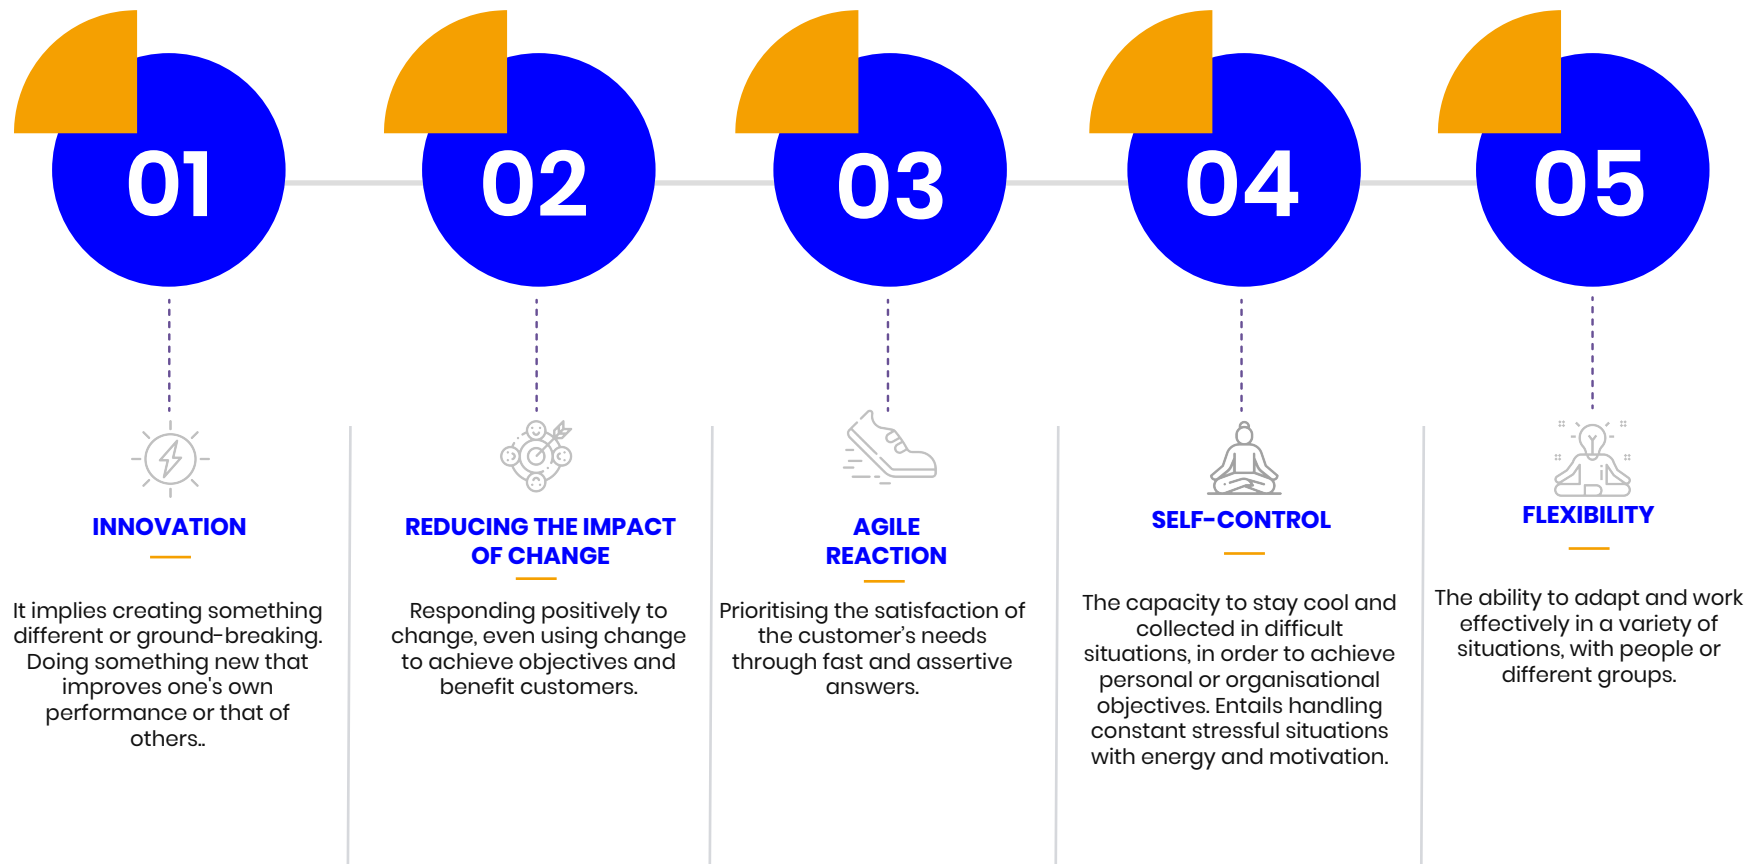 01
INNOVATION
It implies creating something
different or ground-breaking.
Doing something new that
improves one's own
performance or that of
others..
02
REDUCING THE IMPACT
OF CHANGE
Responding positively to
change, even using change
to achieve objectives and
benefit customers.
03
AGILE
REACTION
Prioritising the satisfaction of
the customer's needs
through fast and assertive
answers.
04
SELF-CONTROL
The capacity to stay cool and
collected in difficult
situations, in order to achieve
personal or organisational
objectives. Entails handling
constant stressful situations
with energy and motivation.
05
FLEXIBILITY
The ability to adapt and work
effectively in a variety of
situations, with people or
different groups.